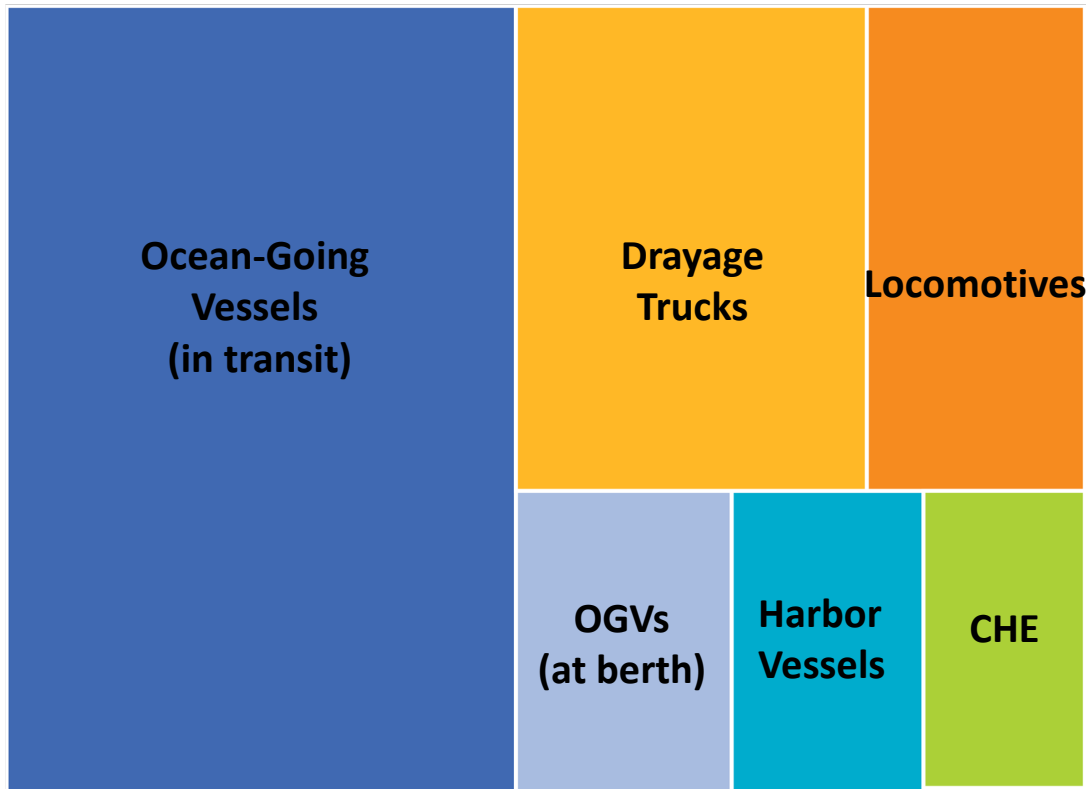 Ocean-Going
Vessels
(in transit)
Drayage
Trucks
Locomotives
OGVs
(at berth)
Harbor
Vessels
CHE